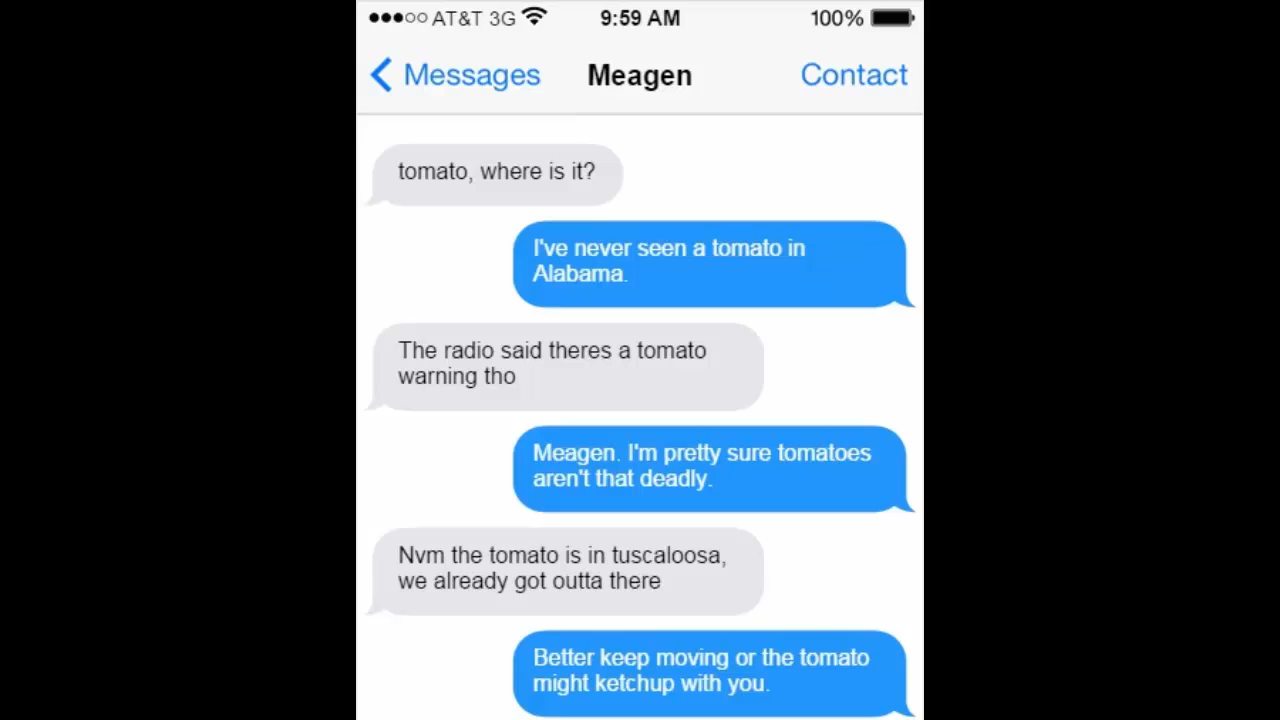 AT&T 3G 9:59 AM 100%
Messages Meagen Contact
tomato, where is it?
I've never seen a tomato in
Alabama.
The radio said theres a tomato
warning tho
Meagen. I'm pretty sure tomatoes
aren't that deadly.
Nvm the tomato is in tuscaloosa,
we already got outta there
Better keep moving or the tomato
might ketchup with you.